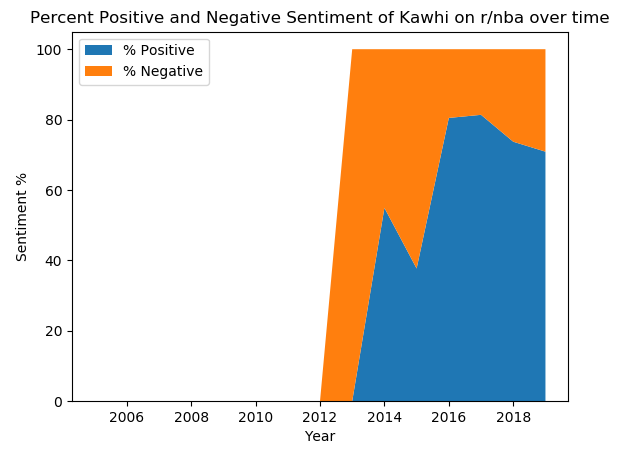 Percent Positive and Negative Sentiment of Kawhi on r/nba over time
% Positive
% Negative
100
80
60
40
20
0
Sentiment %
2006 2008 2010 2012 2014 2016 2018
Year